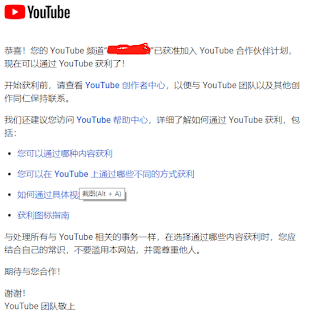 YouTube
恭喜！您的 YouTube 频道“ ”已获准加入 YouTube 合作伙伴计划，
现在可以通过 YouTube 获利了！
开始获利前，请查看 YouTube 创作者中心，以便与 YouTube 团队以及其他创
作同仁保持联系。
我们还建议您访问 YouTube 帮助中心，详细了解如何通过 YouTube 获利，包
括：
• 您可以通过哪种内容获利
• 您可以在 YouTube 上通过哪些不同的方式获利
• 如何通过具体视
截图(Alt + A)
• 获利图标指南
与处理所有与 YouTube 相关的事务一样，在选择通过哪些内容获利时，您应
结合自己的常识，不要滥用本网站，并需尊重他人。
期待与您合作！
谢谢！
YouTube 团队敬上